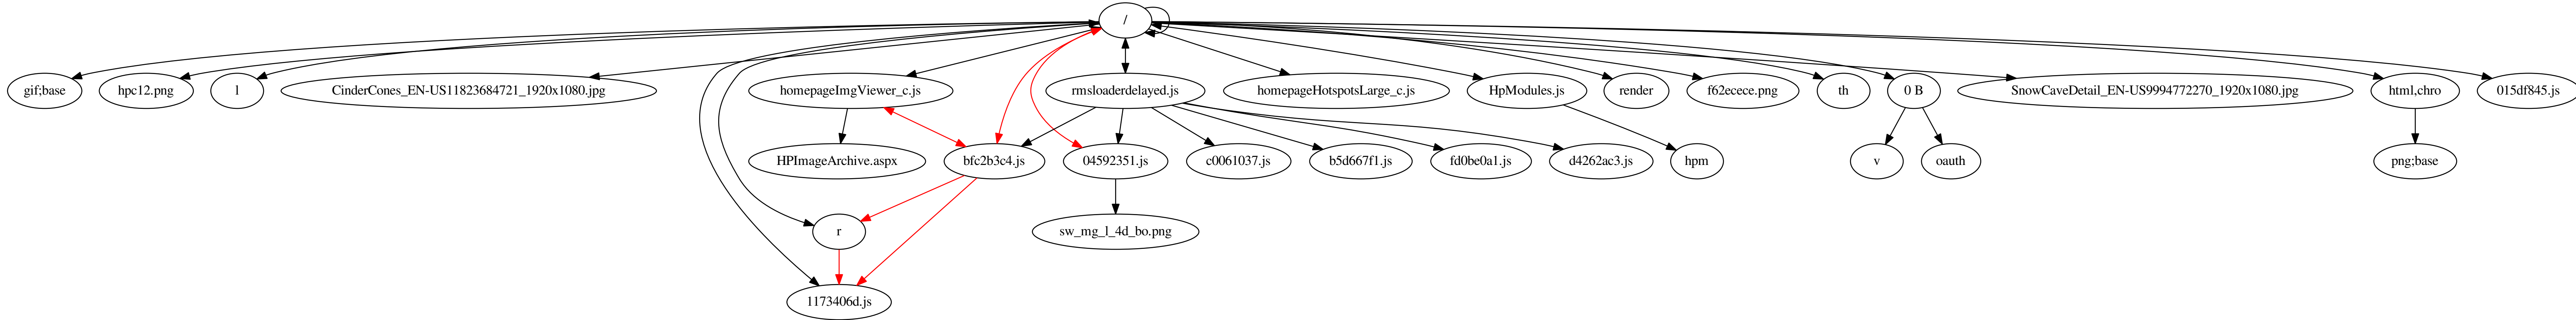 /
gif;base
hpc12.png
l
CinderCones_EN-US11823684721_1920x1080.jpg
homepageImgViewer_c.js
rmsloaderdelayed.js
homepageHotspotsLarge_c.js
HpModules.js
render
f62ecece.png
th
0 B
SnowCaveDetail_EN-US9994772270_1920x1080.jpg
html,chro
015df845.js
HPImageArchive.aspx
bfc2b3c4.js
04592351.js
c0061037.js
b5d667f1.js
fd0be0a1.js
d4262ac3.js
hpm
v
oauth
png;base
r
sw_mg_l_4d_bo.png
1173406d.js